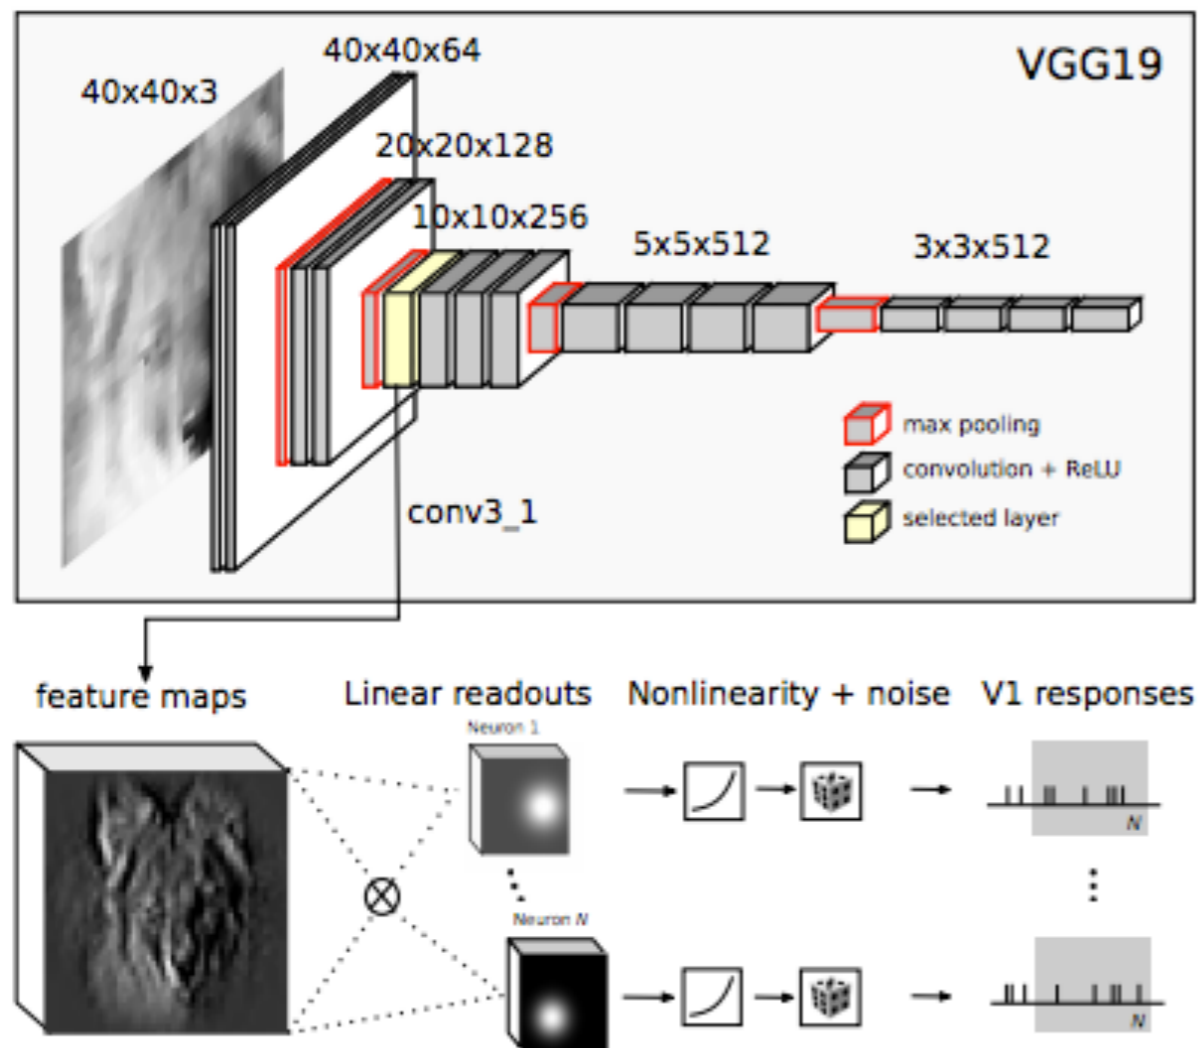 40x40x64
VGG19
40x40x3
20x20x128
10x10x256
5x5x512
3x3x512
max pooling
convolution + ReLU
selected layer
conv3_1
feature maps
Linear readouts
Nonlinearity + noise
V1 responses
Neuron 1
N
Neuron N
N